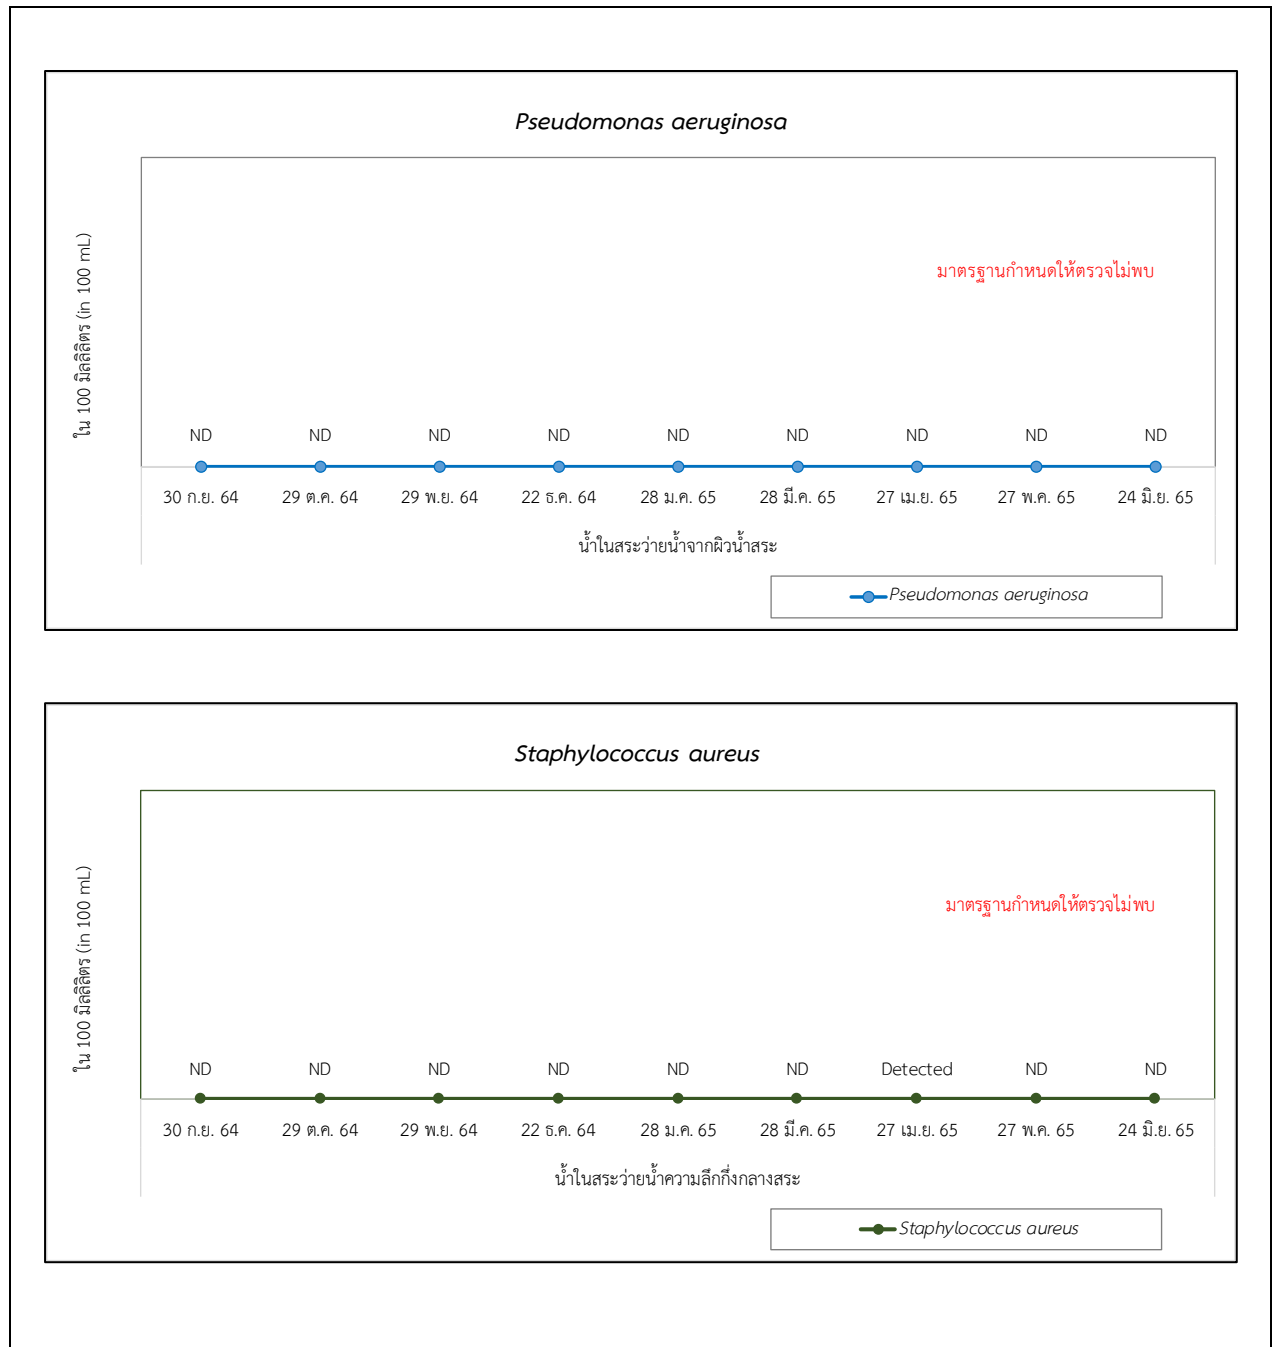 Pseudomonas aeruginosa
ใน 100 มิลลิลิตร (in 100 mL)
มาตรฐานกำหนดให้ตรวจไม่พบ
ND ND ND ND ND ND ND ND ND
30 ก.ย. 64 29 ต.ค. 64 29 พ.ย. 64 22 ธ.ค. 64 28 ม.ค. 65 28 มี.ค. 65 27 เม.ย. 65 27 พ.ค. 65 24 มิ.ย. 65
น้ำในสระว่ายน้ำจากผิวน้ำสระ
Pseudomonas aeruginosa
Staphylococcus aureus
ใน 100 มิลลิลิตร (in 100 mL)
มาตรฐานกำหนดให้ตรวจไม่พบ
ND ND ND ND ND ND Detected ND ND
30 ก.ย. 64 29 ต.ค. 64 29 พ.ย. 64 22 ธ.ค. 64 28 ม.ค. 65 28 มี.ค. 65 27 เม.ย. 65 27 พ.ค. 65 24 มิ.ย. 65
น้ำในสระว่ายน้ำความลึกกึ่งกลางสระ
Staphylococcus aureus